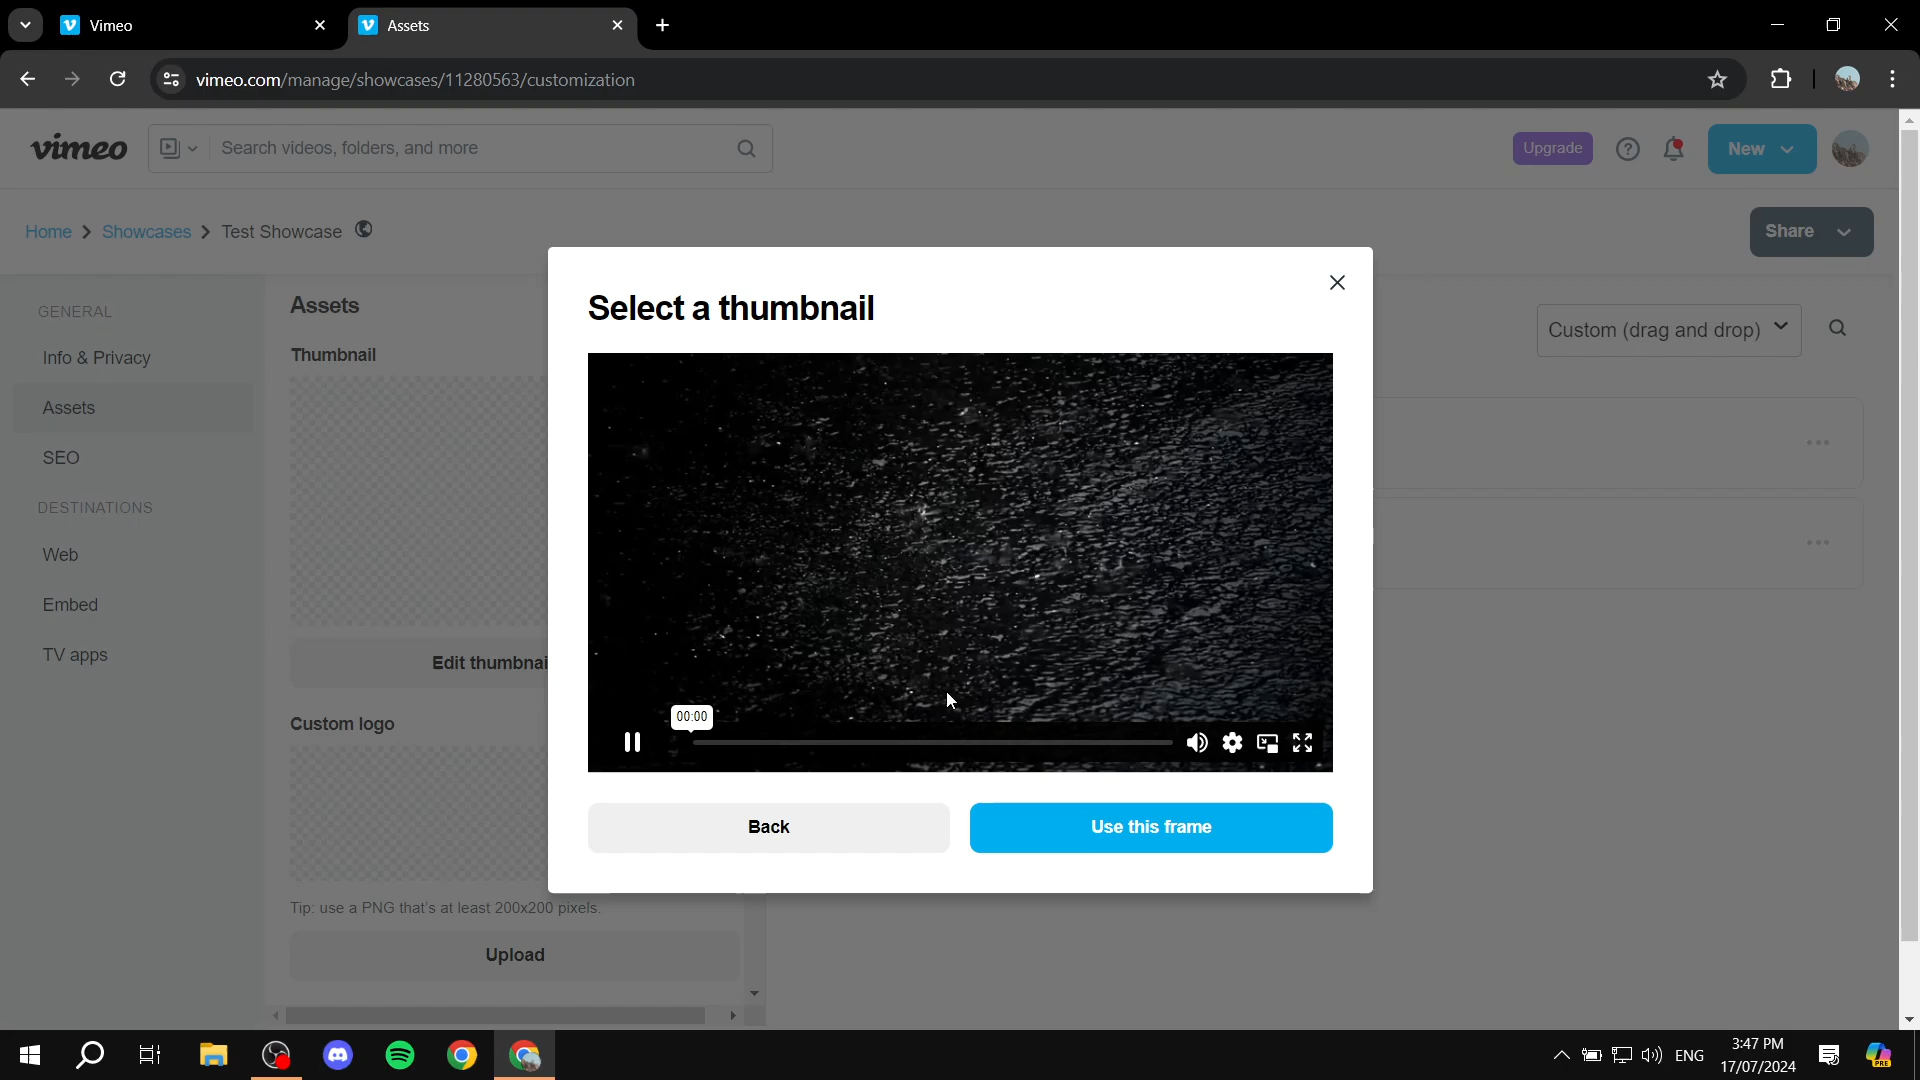 Vimeo
Assets
vimeo.com/manage/showcases/11280563/customization
vimeo
Search videos, folders, and more
Upgrade
New
Home
Showcases
Test Showcase
Share
GENERAL
Info & Privacy
Assets
SEO
DESTINATIONS
Web
Embed
TV apps
Assets
Thumbnail
Edit thumbnai
Custom logo
Tip: use a PNG that's at least 200x200 pixels.
Upload
Select a thumbnail
00:00
Back
Use this frame
Custom (drag and drop)
ENG
3:47 PM
17/07/2024
PRE